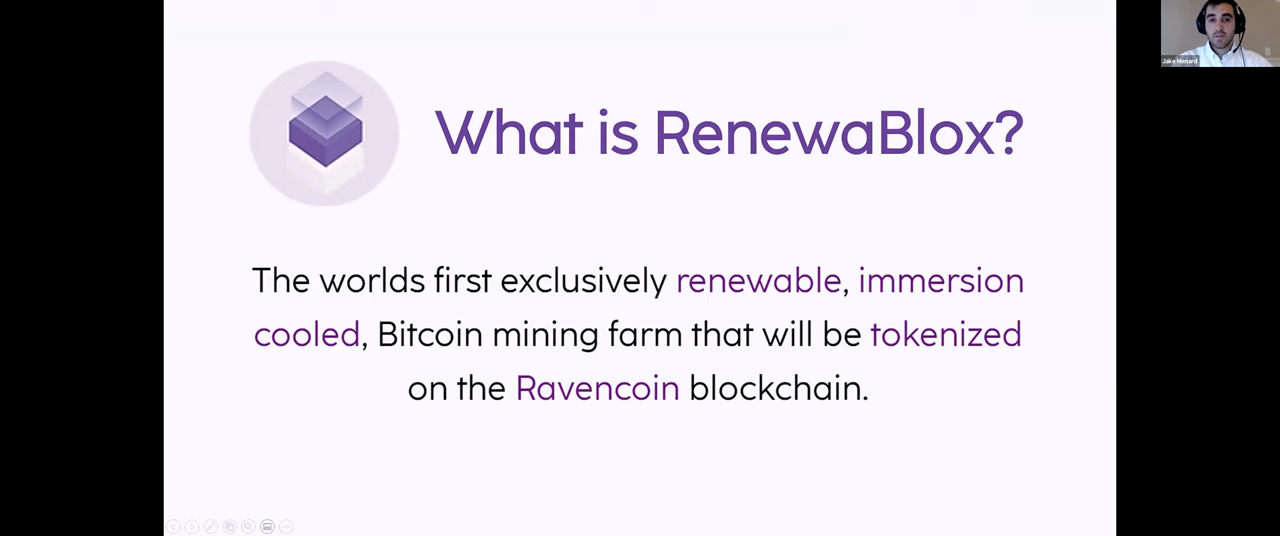 What is RenewaBlox?
The worlds first exclusively renewable, immersion
cooled, Bitcoin mining farm that will be tokenized
on the Ravencoin blockchain.
Jake Menard